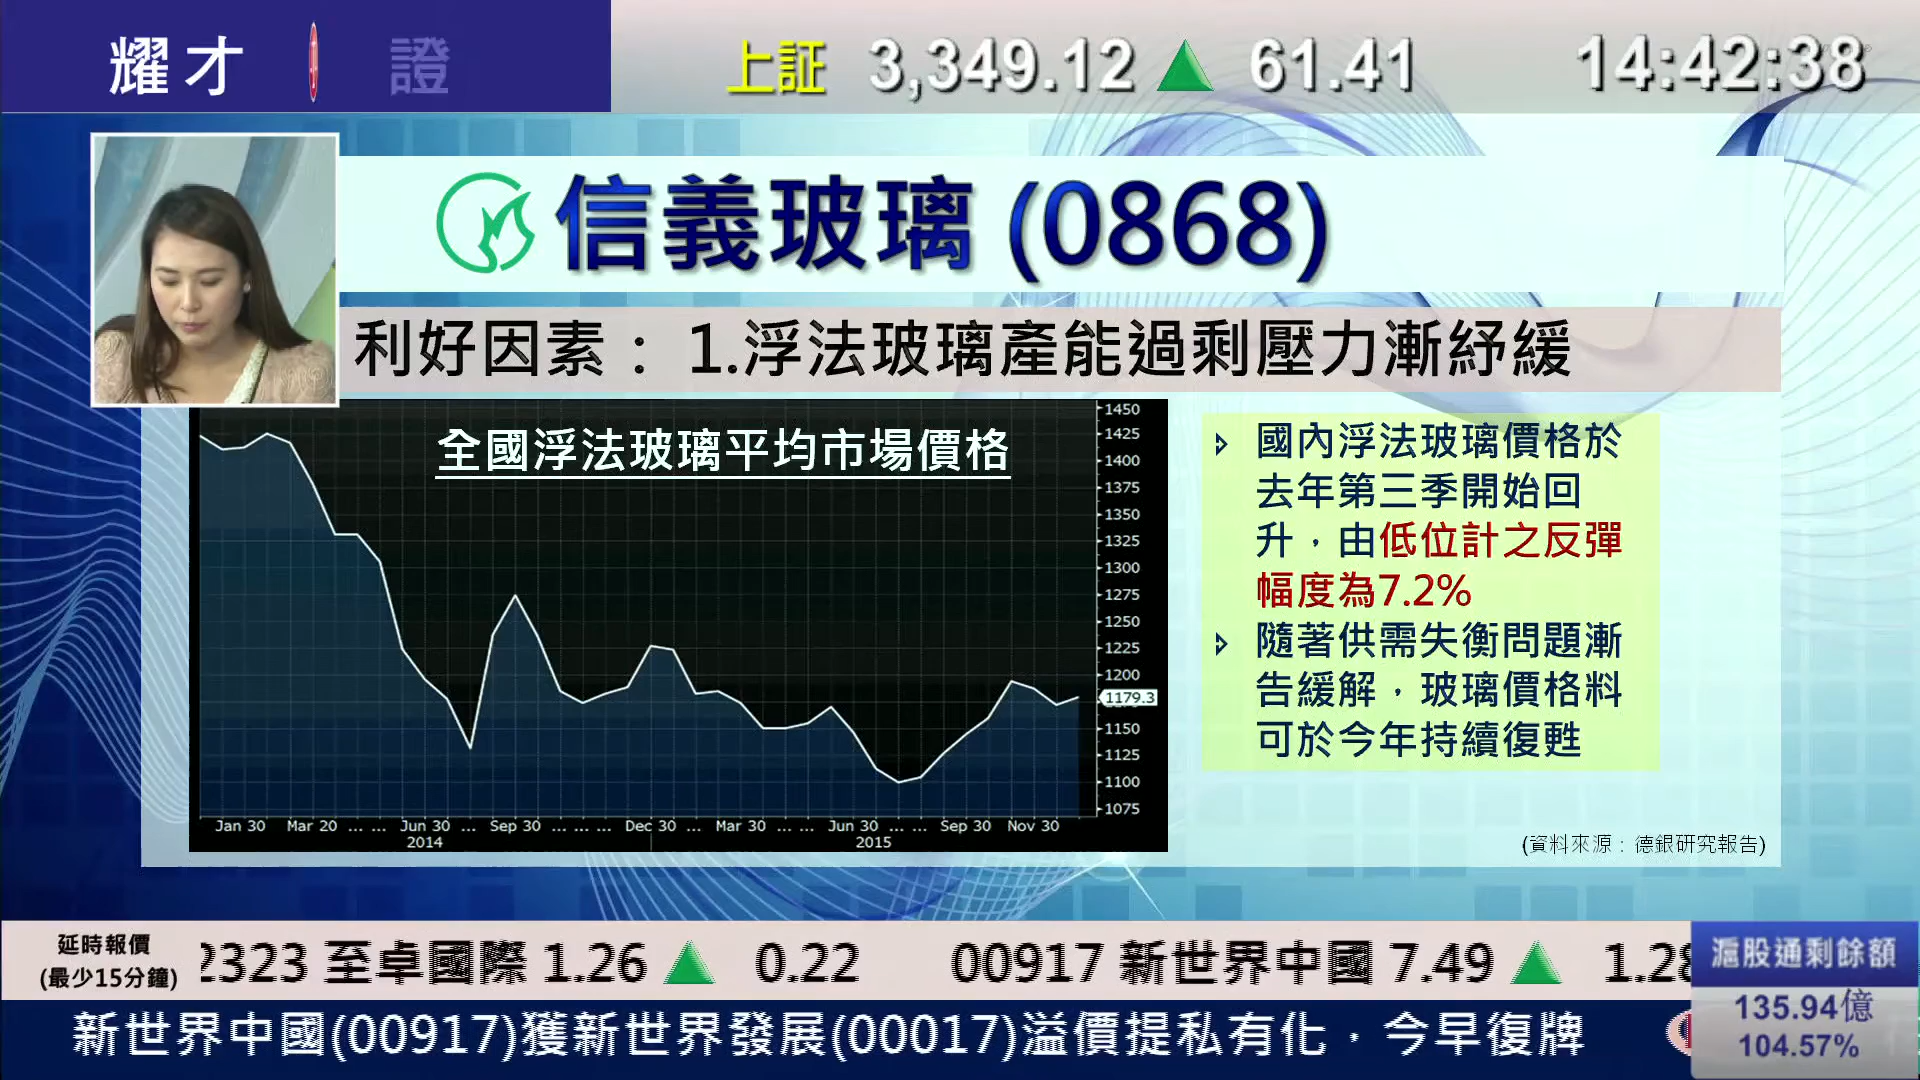 耀才 證
上証 3,349.12 ▲ 61.41 14:42:38
信義玻璃 (0868)
利好因素： 1.浮法玻璃產能過剩壓力漸紓緩
全國浮法玻璃平均市場價格
1450
1425
1400
1375
1350
1325
1300
1275
1250
1225
1200
1179.3
1150
1125
1100
1075
Jan 30 Mar 20 ... ... Jun 30 ... Sep 30 ... ... ... Dec 30 ... Mar 30 ... ... Jun 30 ... ... Sep 30 Nov 30
2014 2015
國內浮法玻璃價格於
去年第三季開始回
升，由低位計之反彈
幅度為7.2%
隨著供需失衡問題漸
告緩解，玻璃價格料
可於今年持續復甦
(資料來源：德銀研究報告)
延時報價
(最少15分鐘)
2323 至卓國際 1.26 ▲ 0.22 00917 新世界中國 7.49 ▲ 1.28
滬股通剩餘額
135.94億
104.57%
新世界中國(00917)獲新世界發展(00017)溢價提私有化，今早復牌